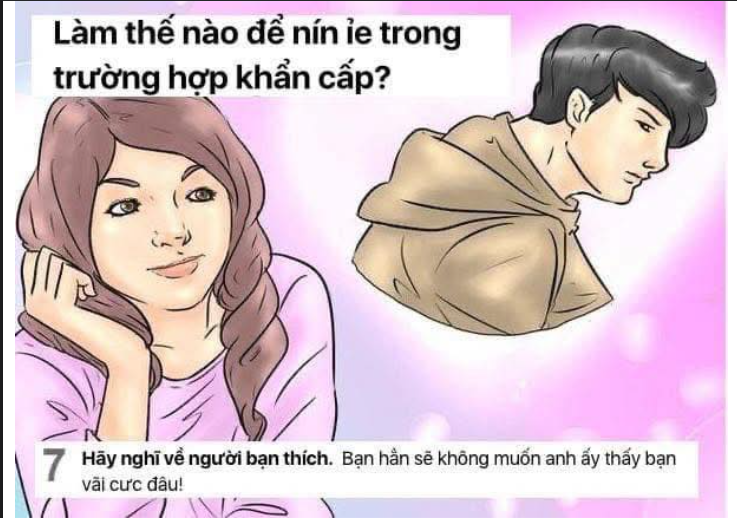 Làm thế nào để nín ỉe trong
trường hợp khẩn cấp?
7 Hãy nghĩ về người bạn thích. Bạn hẳn sẽ không muốn anh ấy thấy bạn
vãi cưc đâu!